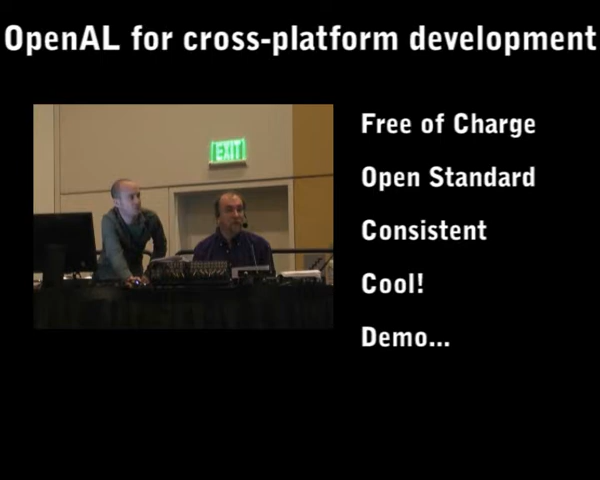 OpenAL for cross-platform development
EXIT
Free of Charge
Open Standard
Consistent
Cool!
Demo...